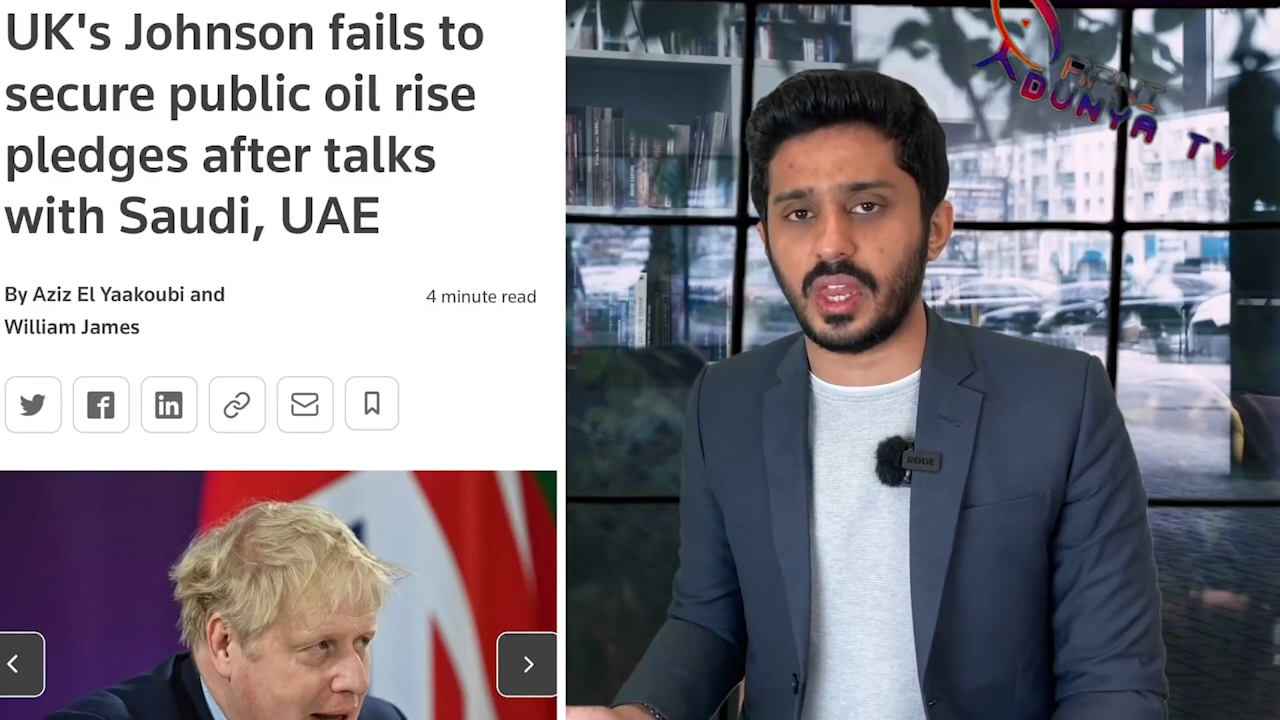 UK's Johnson fails to
secure public oil rise
pledges after talks
with Saudi, UAE
By Aziz El Yaakoubi and
William James
4 minute read
DUNYA TV
RØDE